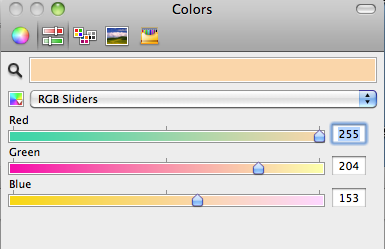 Colors
RGB Sliders
Red
255
Green
204
Blue
153